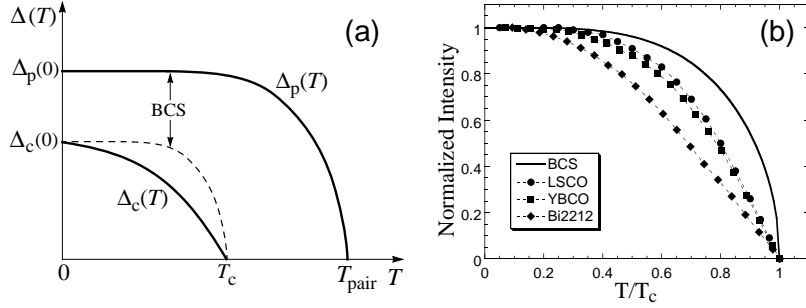 Δ(T)
(a)
Δp(0)
Δp(T)
BCS
Δc(0)
Δc(T)
0
Tc
Tpair
T
(b)
Normalized Intensity
1
0.8
0.6
0.4
0.2
0
BCS
LSCO
YBCO
Bi2212
0 0.2 0.4 0.6 0.8 1
T/Tc